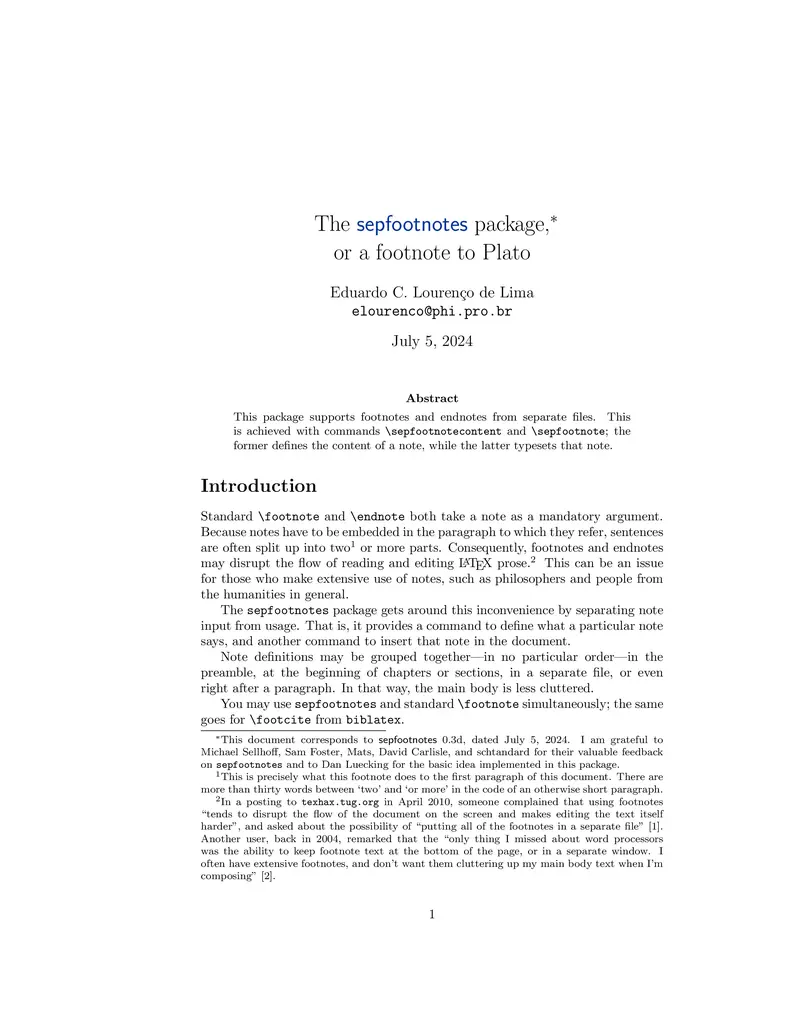 The sepfootnotes package,*
or a footnote to Plato
Eduardo C. Lourenço de Lima
elourenco@phi.pro.br
July 5, 2024
Abstract
This package supports footnotes and endnotes from separate files. This
is achieved with commands \sepfootnotecontent and \sepfootnote; the
former defines the content of a note, while the latter typesets that note.
Introduction
Standard \footnote and \endnote both take a note as a mandatory argument.
Because notes have to be embedded in the paragraph to which they refer, sentences
are often split up into two¹ or more parts. Consequently, footnotes and endnotes
may disrupt the flow of reading and editing LATEX prose.² This can be an issue
for those who make extensive use of notes, such as philosophers and people from
the humanities in general.
The sepfootnotes package gets around this inconvenience by separating note
input from usage. That is, it provides a command to define what a particular note
says, and another command to insert that note in the document.
Note definitions may be grouped together—in no particular order—in the
preamble, at the beginning of chapters or sections, in a separate file, or even
right after a paragraph. In that way, the main body is less cluttered.
You may use sepfootnotes and standard \footnote simultaneously; the same
goes for \footcite from biblatex.
*This document corresponds to sepfootnotes 0.3d, dated July 5, 2024. I am grateful to
Michael Sellhoff, Sam Foster, Mats, David Carlisle, and schtandard for their valuable feedback
on sepfootnotes and to Dan Luecking for the basic idea implemented in this package.
¹This is precisely what this footnote does to the first paragraph of this document. There are
more than thirty words between ‘two’ and ‘or more’ in the code of an otherwise short paragraph.
²In a posting to texhax.tug.org in April 2010, someone complained that using footnotes
“tends to disrupt the flow of the document on the screen and makes editing the text itself
harder”, and asked about the possibility of “putting all of the footnotes in a separate file” [1].
Another user, back in 2004, remarked that the “only thing I missed about word processors
was the ability to keep footnote text at the bottom of the page, or in a separate window. I
often have extensive footnotes, and don’t want them cluttering up my main body text when I’m
composing” [2].
1